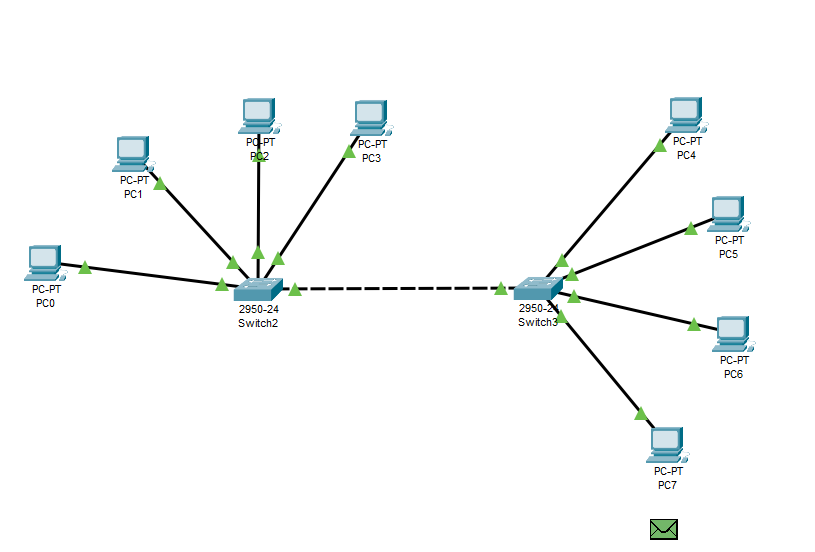 PC-PT
PC2
PC-PT
PC3
PC-PT
PC4
PC-PT
PC1
PC-PT
PC5
PC-PT
PC0
2950-24
Switch2
2950-24
Switch3
PC-PT
PC6
PC-PT
PC7